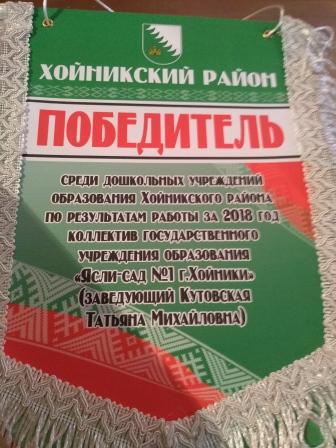 ХОЙНИКСКИЙ РАЙОН
ПОБЕДИТЕЛЬ
СРЕДИ ДОШКОЛЬНЫХ УЧРЕЖДЕНИЙ
ОБРАЗОВАНИЯ ХОЙНИКСКОГО РАЙОНА
ПО РЕЗУЛЬТАТАМ РАБОТЫ ЗА 2018 ГОД
КОЛЛЕКТИВ ГОСУДАРСТВЕННОГО
УЧРЕЖДЕНИЯ ОБРАЗОВАНИЯ
«ЯСЛИ-САД №1 Г.ХОЙНИКИ»
(ЗАВЕДУЮЩИЙ КУТОВСКАЯ
ТАТЬЯНА МИХАЙЛОВНА)